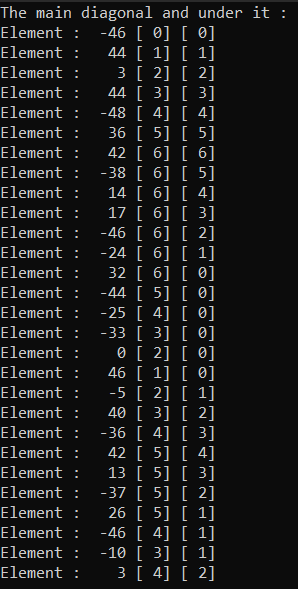 The main diagonal and under it :
Element :  -46 [ 0] [ 0]
Element :   44 [ 1] [ 1]
Element :    3 [ 2] [ 2]
Element :   44 [ 3] [ 3]
Element :  -48 [ 4] [ 4]
Element :   36 [ 5] [ 5]
Element :   42 [ 6] [ 6]
Element :  -38 [ 6] [ 5]
Element :   14 [ 6] [ 4]
Element :   17 [ 6] [ 3]
Element :  -46 [ 6] [ 2]
Element :  -24 [ 6] [ 1]
Element :   32 [ 6] [ 0]
Element :  -44 [ 5] [ 0]
Element :  -25 [ 4] [ 0]
Element :  -33 [ 3] [ 0]
Element :    0 [ 2] [ 0]
Element :   46 [ 1] [ 0]
Element :   -5 [ 2] [ 1]
Element :   40 [ 3] [ 2]
Element :  -36 [ 4] [ 3]
Element :   42 [ 5] [ 4]
Element :   13 [ 5] [ 3]
Element :  -37 [ 5] [ 2]
Element :   26 [ 5] [ 1]
Element :  -46 [ 4] [ 1]
Element :  -10 [ 3] [ 1]
Element :    3 [ 4] [ 2]